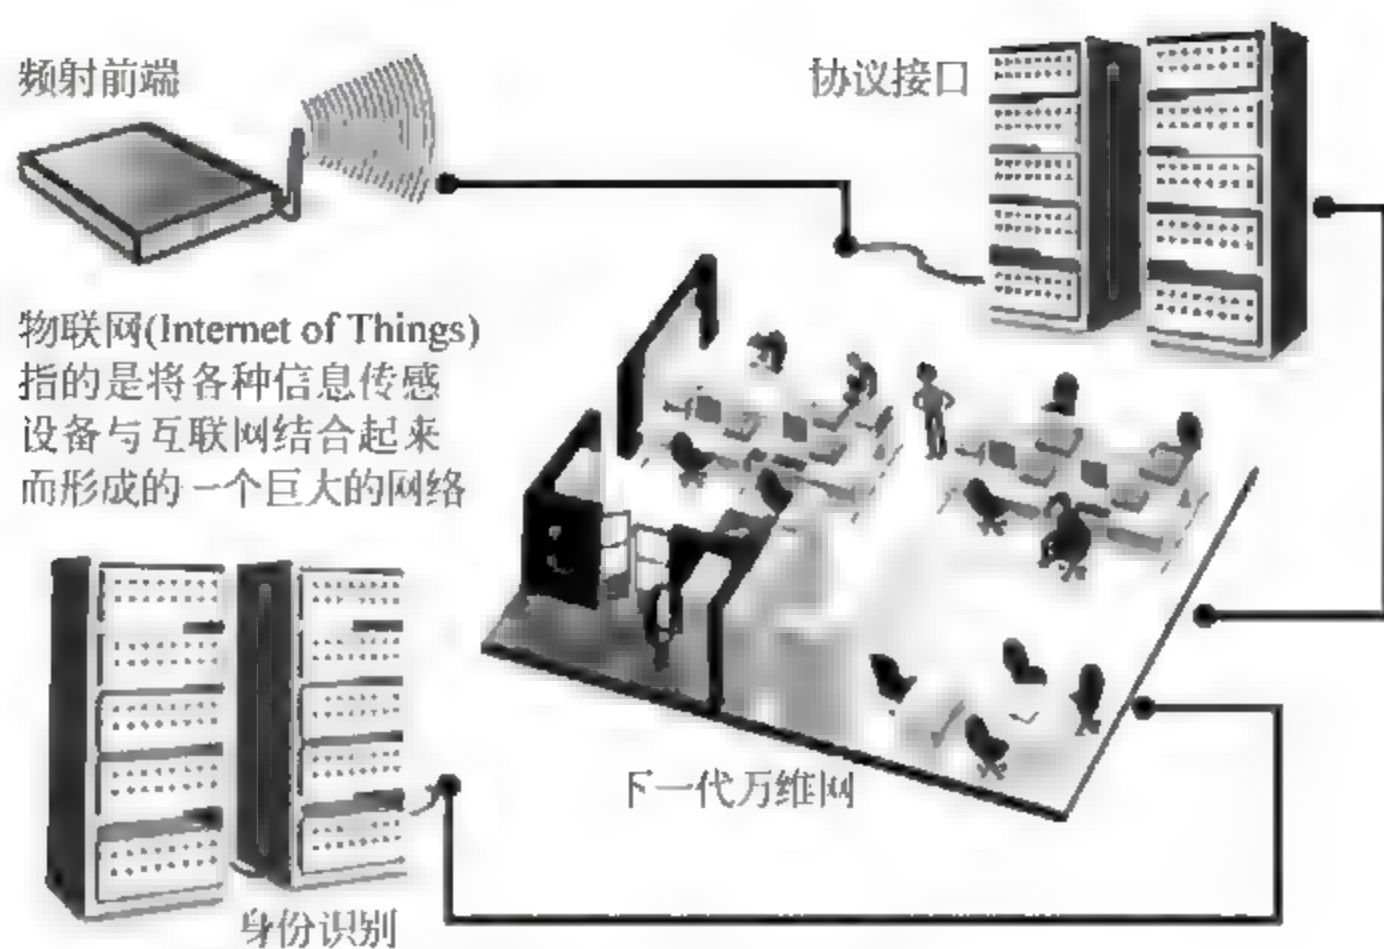 频射前端
协议接口
物联网(Internet of Things)
指的是将各种信息传感
设备与互联网结合起来
而形成的一个巨大的网络
下一代万维网
身份识别